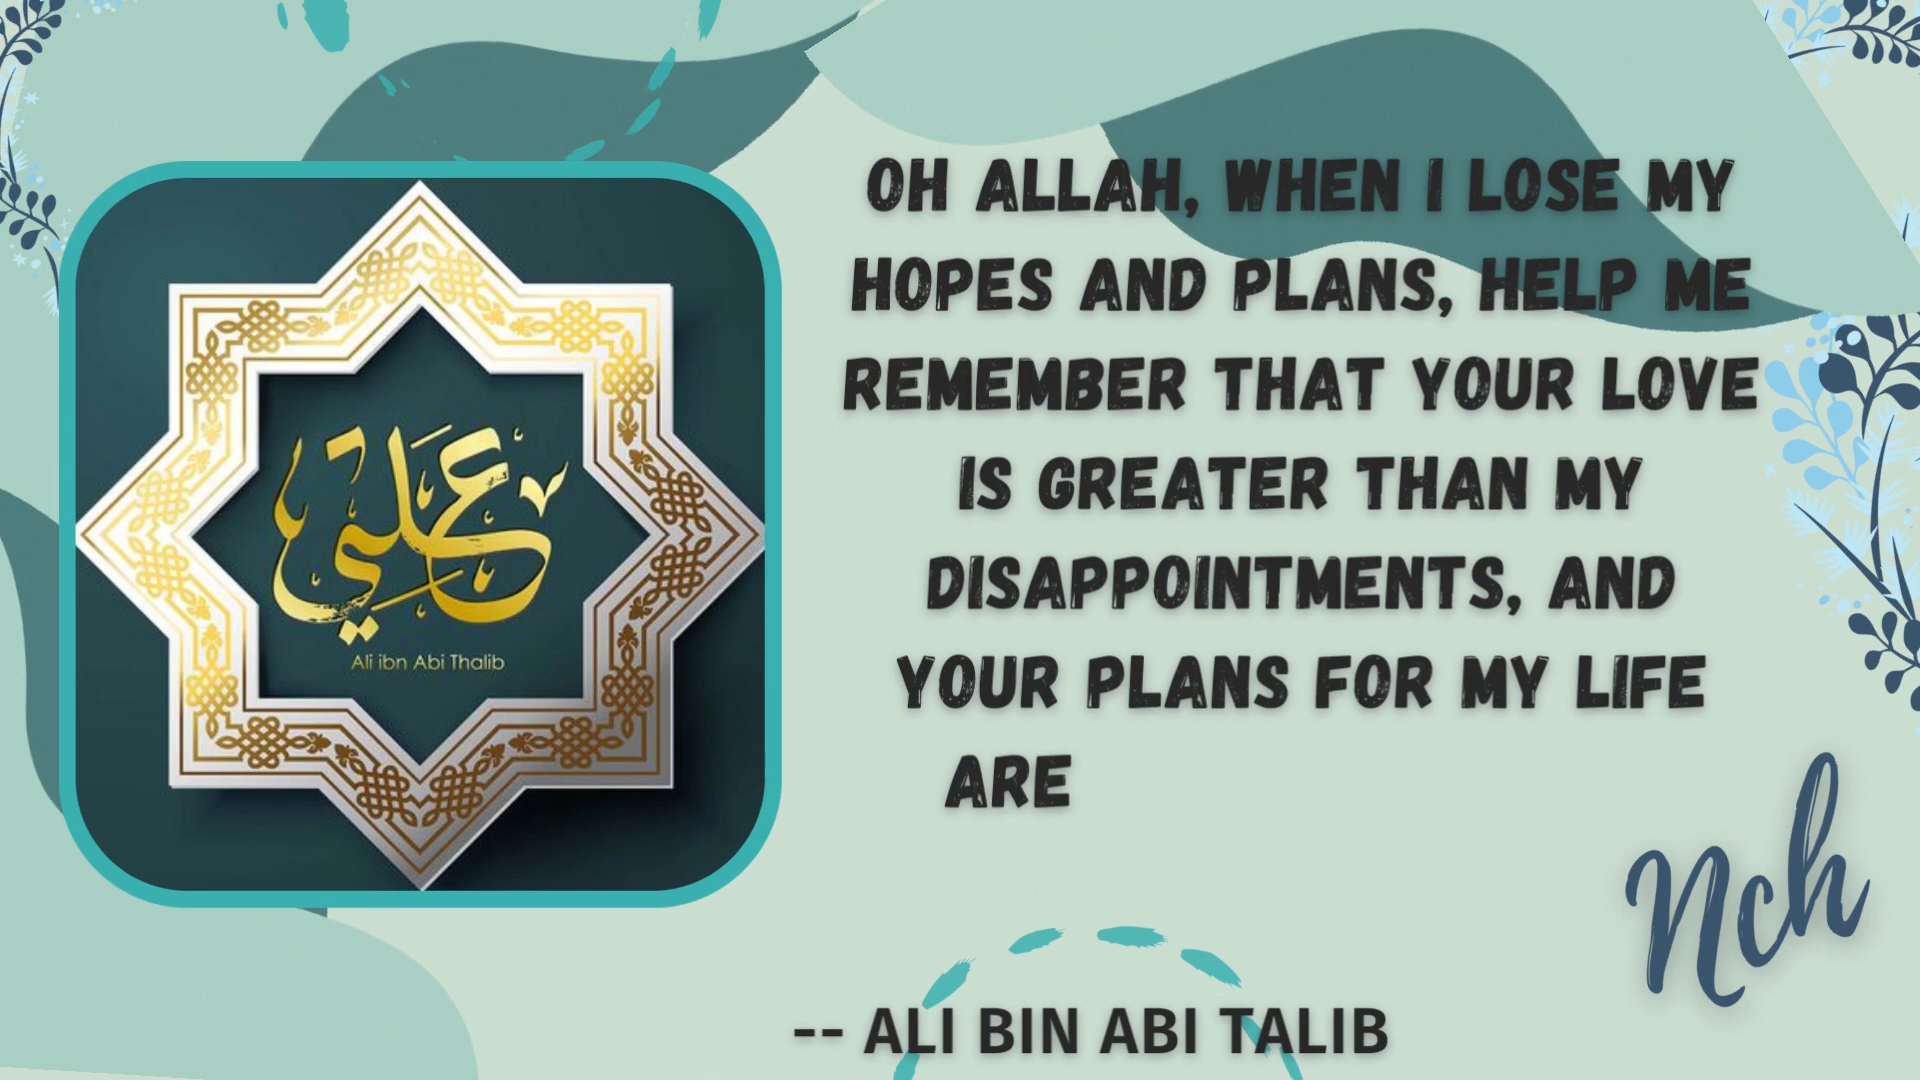 علي
Ali ibn Abi Thalib
OH ALLAH, WHEN I LOSE MY
HOPES AND PLANS, HELP ME
REMEMBER THAT YOUR LOVE
IS GREATER THAN MY
DISAPPOINTMENTS, AND
YOUR PLANS FOR MY LIFE
ARE
Nch
-- ALI BIN ABI TALIB